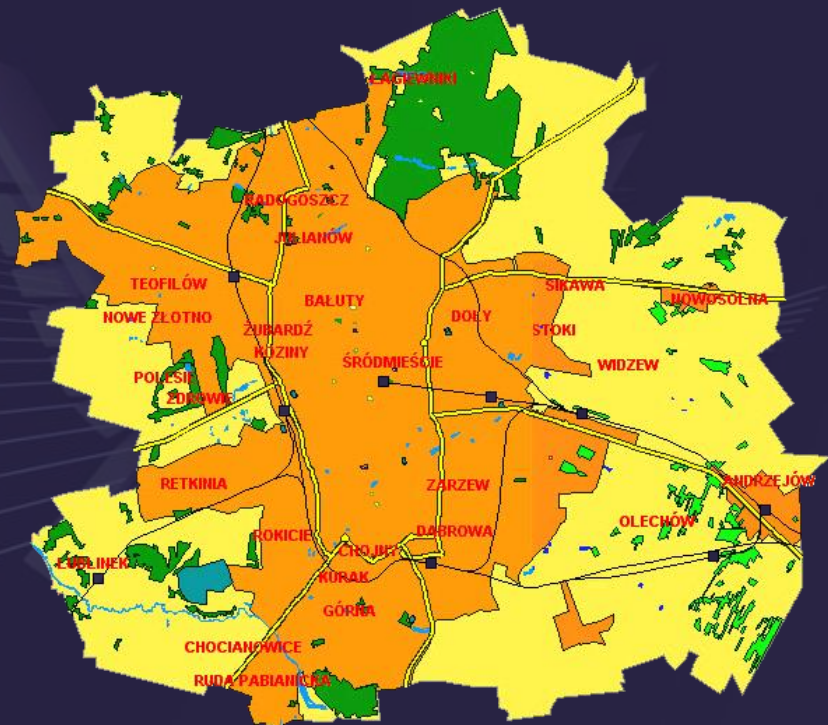 ŁAGIEWNIKI
RADOGOSZCZ
JULIANÓW
TEOFILÓW
SIKAWA
BAŁUTY
NOWOSOLNA
NOWE ZŁOTNO
DOŁY
ŻUBARDŹ
STOKI
KOZINY
ŚRÓDMIEŚCIE
WIDZEW
POLESIE
ZDROWIE
RETKINIA
ZARZEW
ANDRZEJÓW
OLECHÓW
ROKICIE
DĄBROWA
CHOJNY
LUBLINEK
KURAK
GÓRNA
CHOCIANOWICE
RUDA PABIANICKA